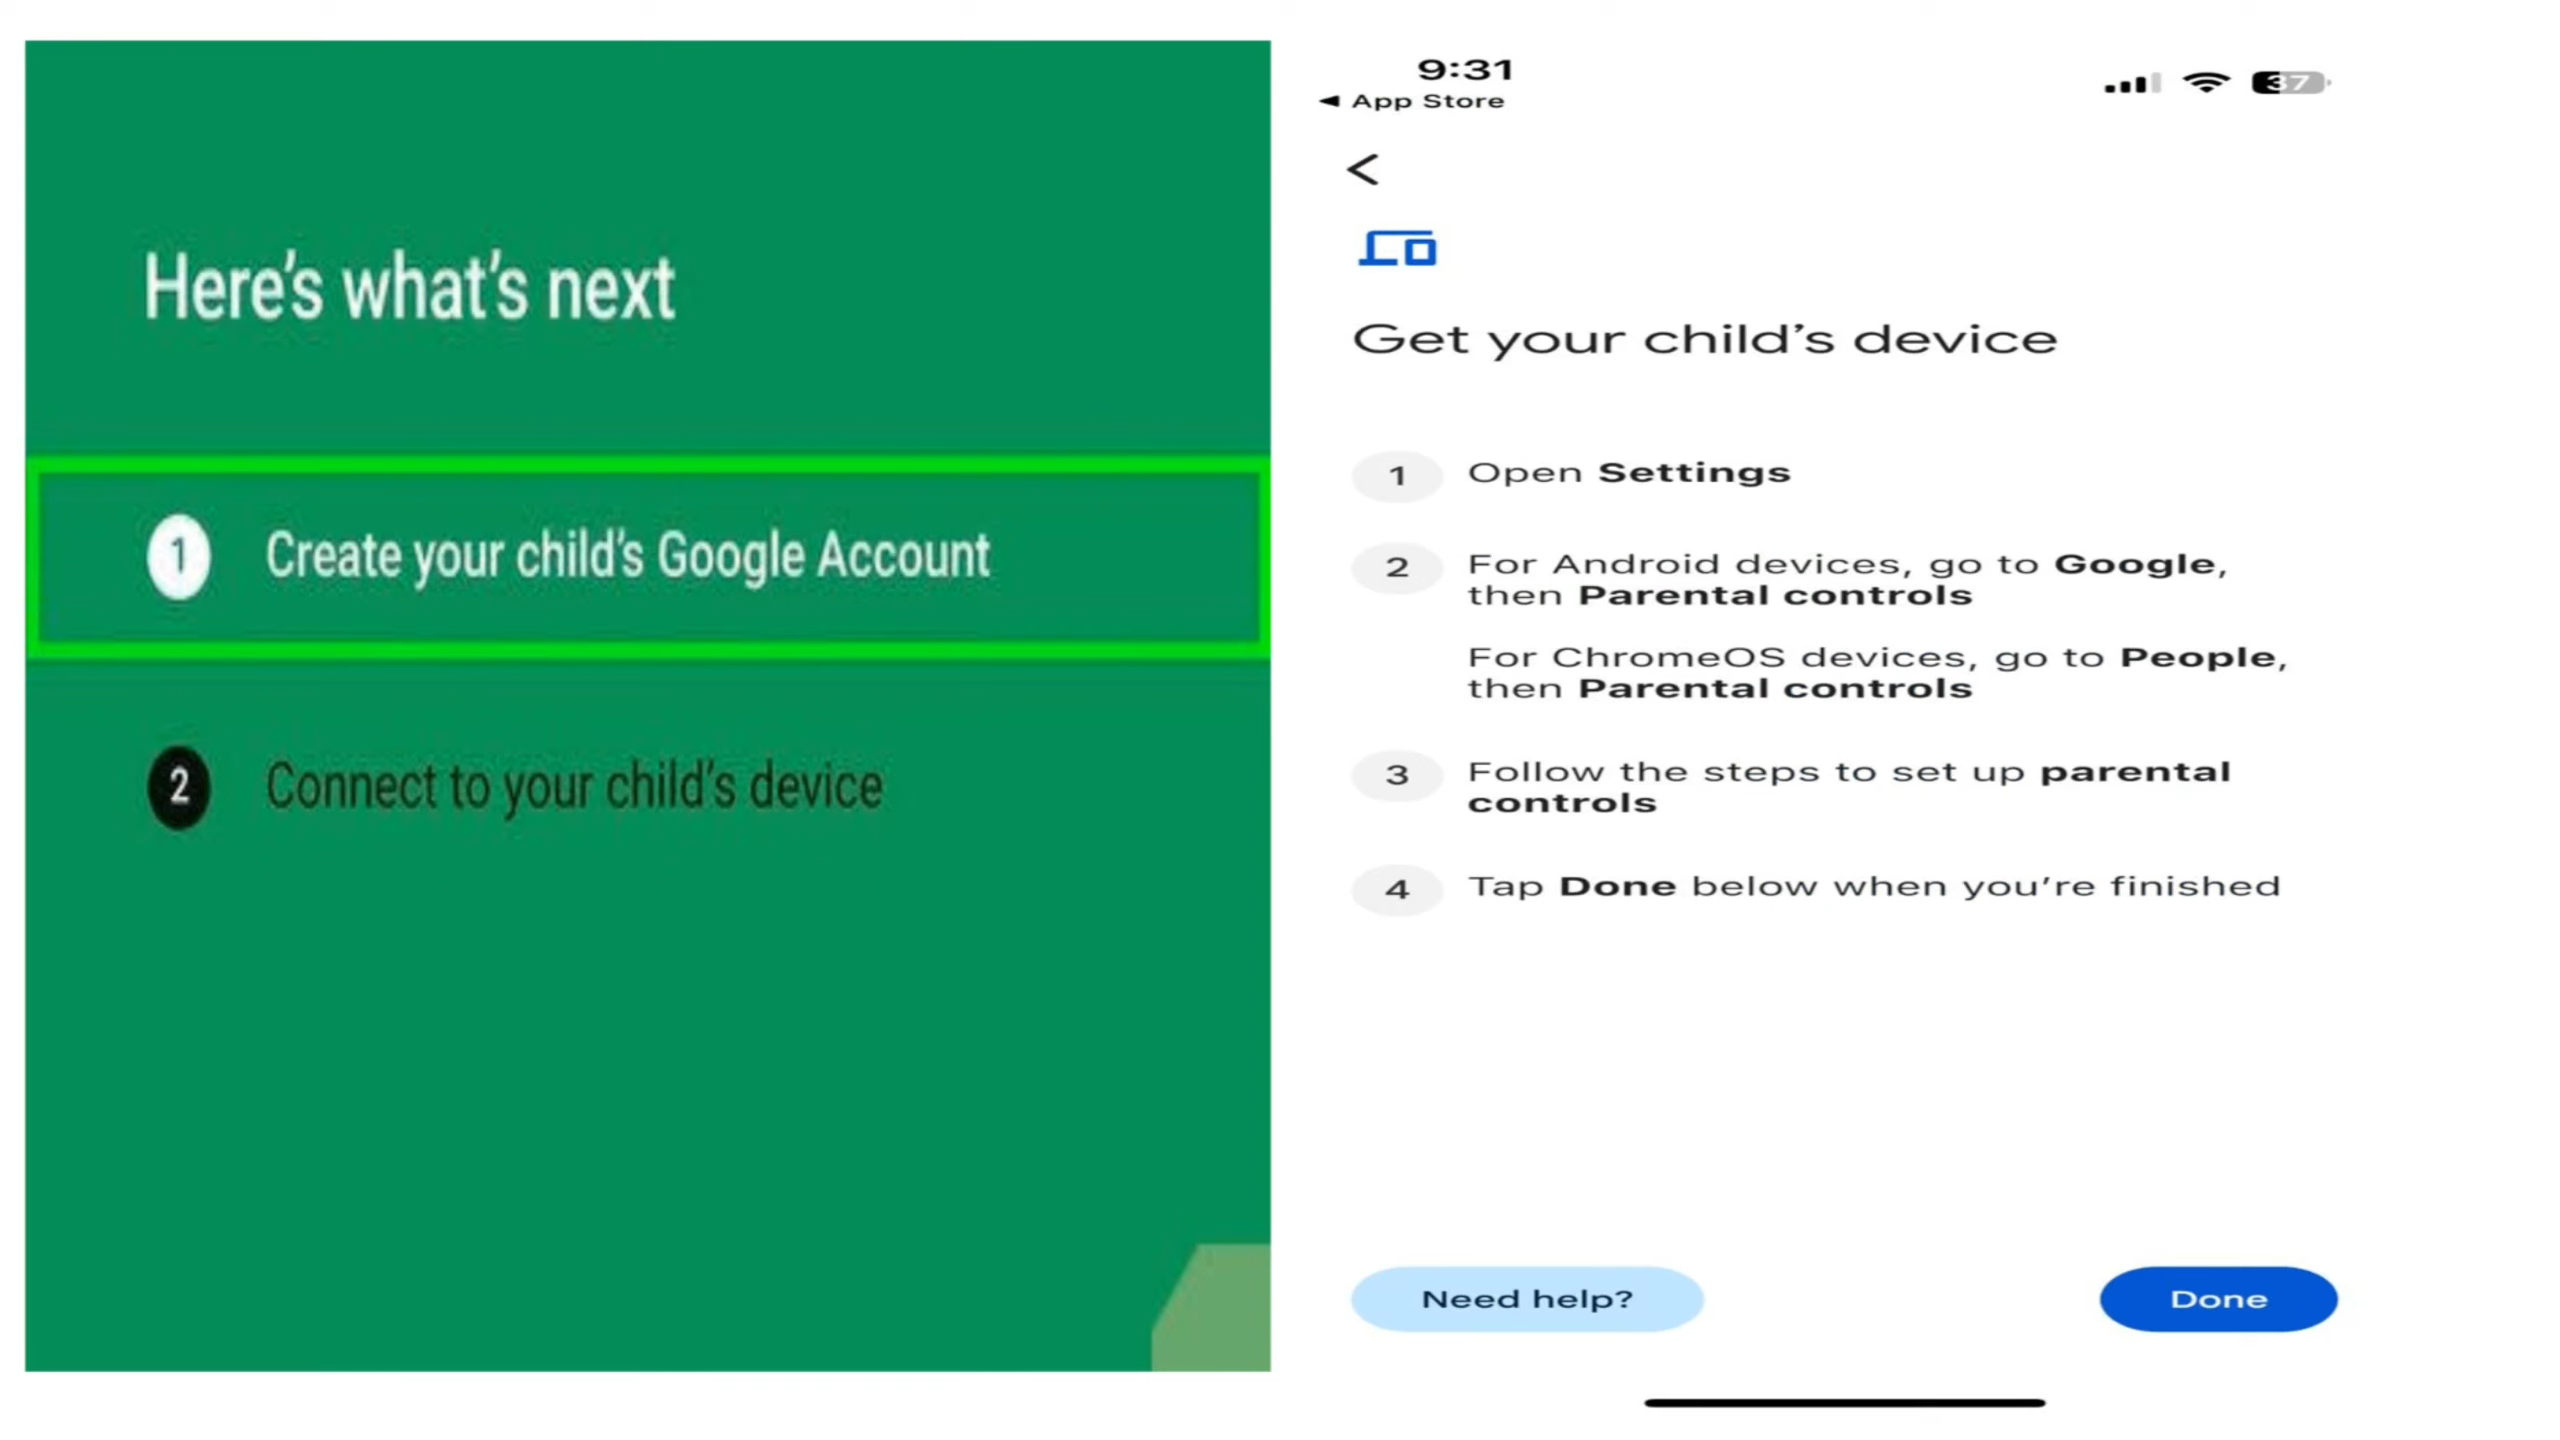 Here's what's next
1 Create your child's Google Account
2 Connect to your child's device
9:31
37
◀ App Store
Get your child's device
1 Open Settings
2 For Android devices, go to Google,
then Parental controls
For ChromeOS devices, go to People,
then Parental controls
3 Follow the steps to set up parental
controls
4 Tap Done below when you're finished
Need help?
Done